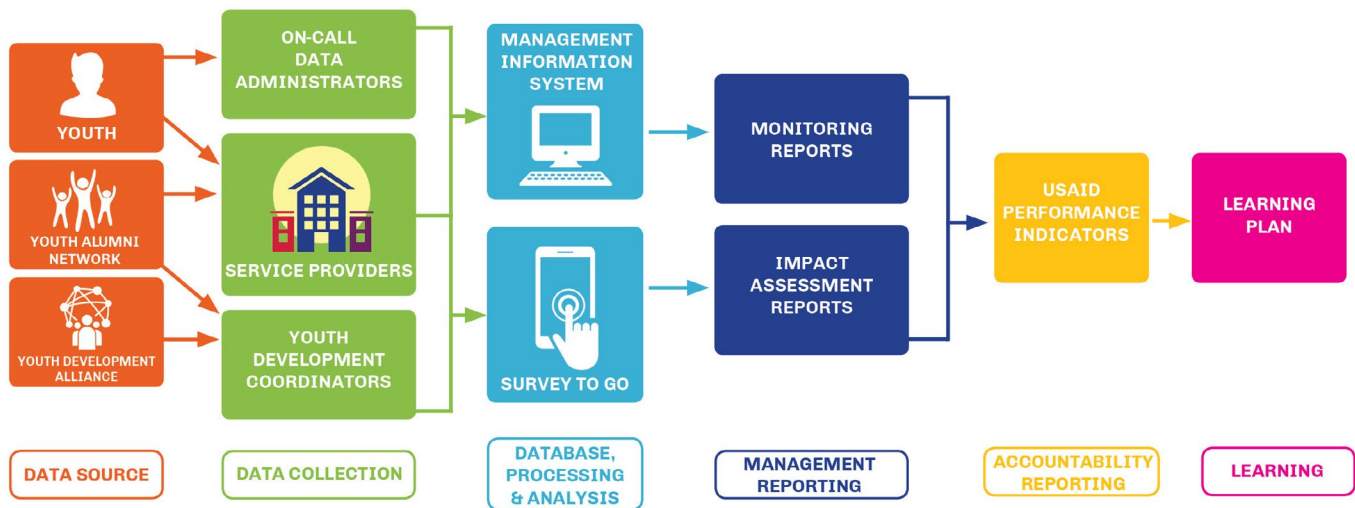 YOUTH
YOUTH ALUMNI
NETWORK
YOUTH DEVELOPMENT
ALLIANCE
DATA SOURCE
ON-CALL
DATA
ADMINISTRATORS
SERVICE PROVIDERS
YOUTH
DEVELOPMENT
COORDINATORS
DATA COLLECTION
MANAGEMENT
INFORMATION
SYSTEM
SURVEY TO GO
DATABASE,
PROCESSING
& ANALYSIS
MONITORING
REPORTS
IMPACT
ASSESSMENT
REPORTS
MANAGEMENT
REPORTING
USAID
PERFORMANCE
INDICATORS
ACCOUNTABILITY
REPORTING
LEARNING
PLAN
LEARNING